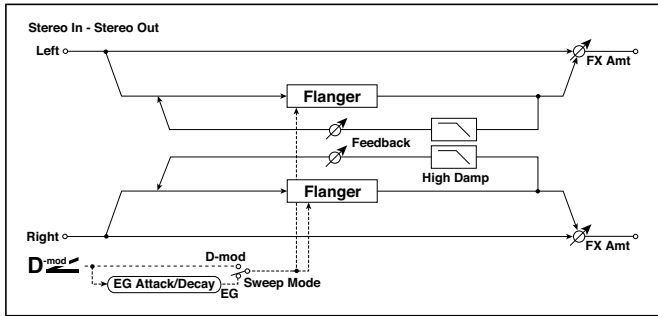 Stereo In - Stereo Out
Left
FX Amt
Flanger
Feedback
High Damp
Flanger
Right
FX Amt
D-mod
D-mod
EG Attack/Decay
EG
Sweep Mode